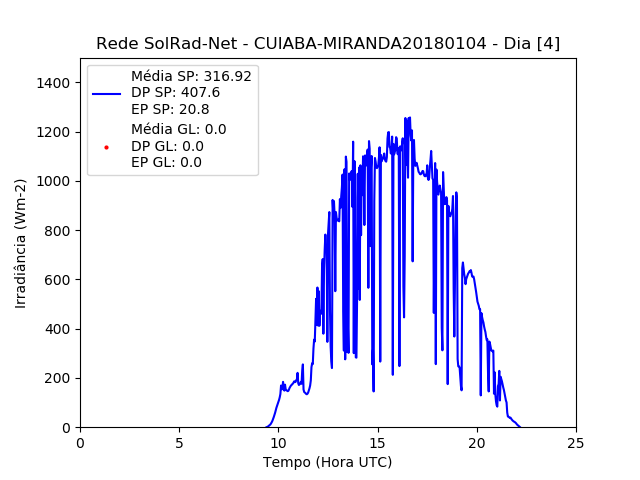 Rede SolRad-Net - CUIABA-MIRANDA20180104 - Dia [4]
Média SP: 316.92
DP SP: 407.6
EP SP: 20.8
Média GL: 0.0
DP GL: 0.0
EP GL: 0.0
Irradiância (Wm-2)
1400
1200
1000
800
600
400
200
0
0 5 10 15 20 25
Tempo (Hora UTC)